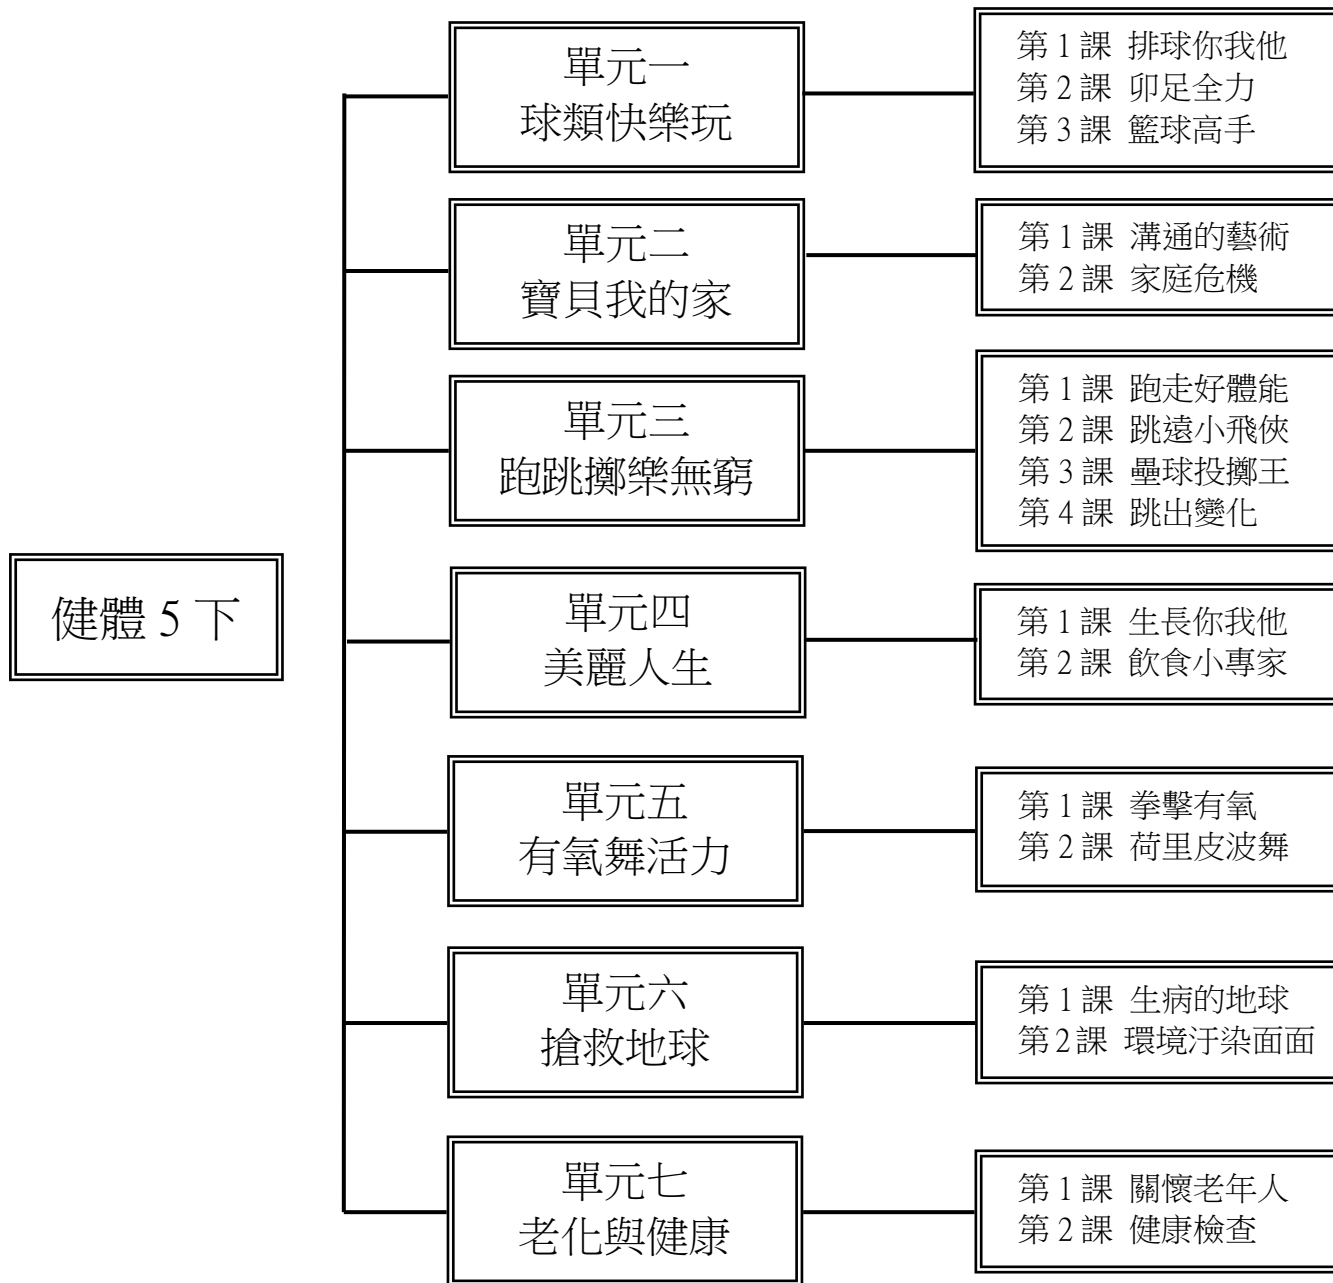 健體 5 下
單元一
球類快樂玩
第 1 課 排球你我他
第 2 課 卯足全力
第 3 課 籃球高手
單元二
寶貝我的家
第 1 課 溝通的藝術
第 2 課 家庭危機
單元三
跑跳擲樂無窮
第 1 課 跑走好體能
第 2 課 跳遠小飛俠
第 3 課 壘球投擲王
第 4 課 跳出變化
單元四
美麗人生
第 1 課 生長你我他
第 2 課 飲食小專家
單元五
有氧舞活力
第 1 課 拳擊有氧
第 2 課 荷里皮波舞
單元六
搶救地球
第 1 課 生病的地球
第 2 課 環境汙染面面
單元七
老化與健康
第 1 課 關懷老年人
第 2 課 健康檢查